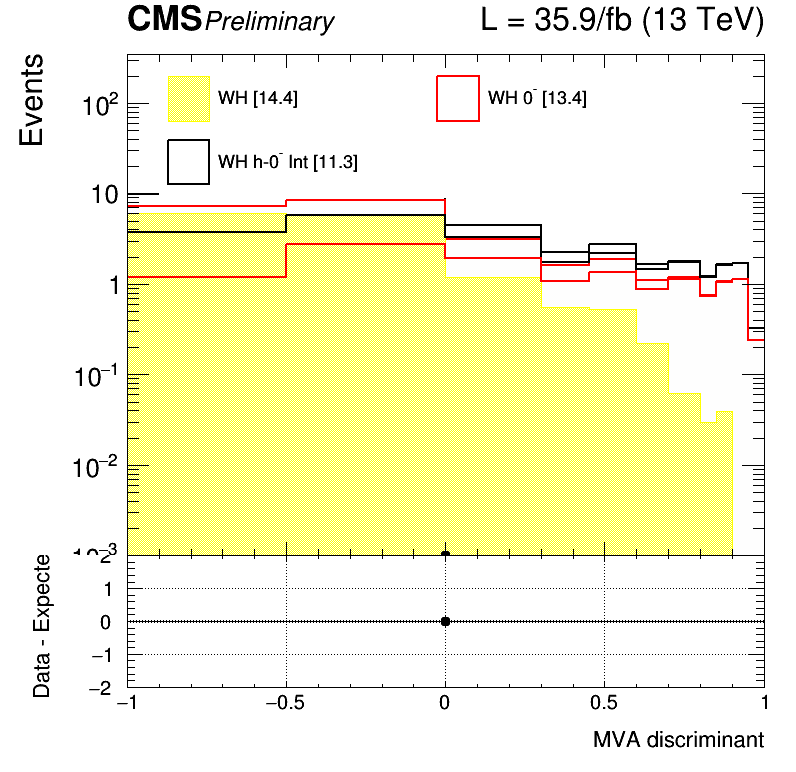 CMS Preliminary L = 35.9/fb (13 TeV)
Events
WH [14.4]
WH 0⁻ [13.4]
WH h-0⁻ Int [11.3]
10²
10
1
10⁻¹
10⁻²
Data - Expecte
2
1
0
−1
−2
−1 −0.5 0 0.5 1
MVA discriminant